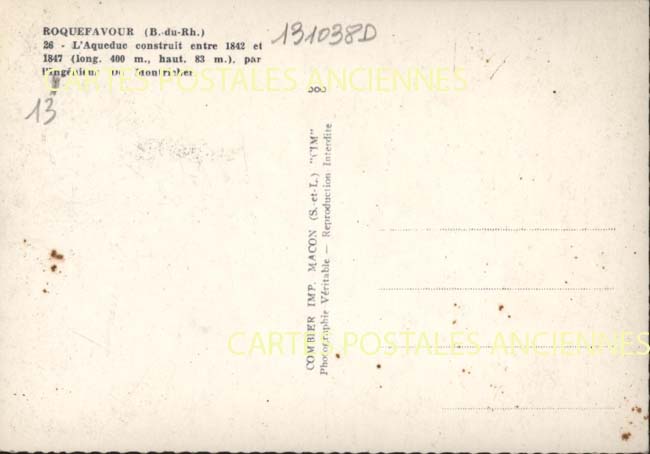 ROQUEFAVOUR (B.-du-Rh.)
26 - L'Aqueduc construit entre 1842 et
1847 (long. 400 m., haut. 83 m.), par
l'Ingénieur
131038D
13
CARTES POSTALES ANCIENNES
COMBIER IMP. MACON (S.-et-L.) "CIM"
Photographie Véritable — Reproduction Interdite
CARTES POSTALES ANCIENNES